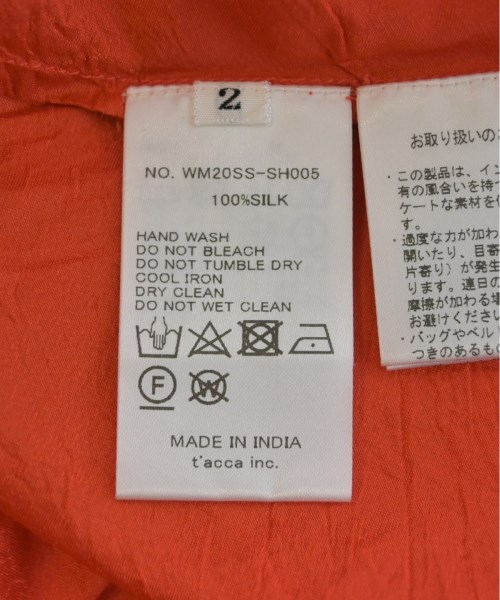 2
NO. WM20SS-SH005
100%SILK
HAND WASH
DO NOT BLEACH
DO NOT TUMBLE DRY
COOL IRON
DRY CLEAN
DO NOT WET CLEAN
F
W
MADE IN INDIA
t'acca inc.
お取り扱いの
・この製品は、イン
有の風合いを持つ
ケートな素材を使
す。
・過度な力が加わ
開いたり、目寄
片寄り）が発生
ります。連日の
摩擦が加わる場
お避けください
・バッグやベル
つきのあるもの